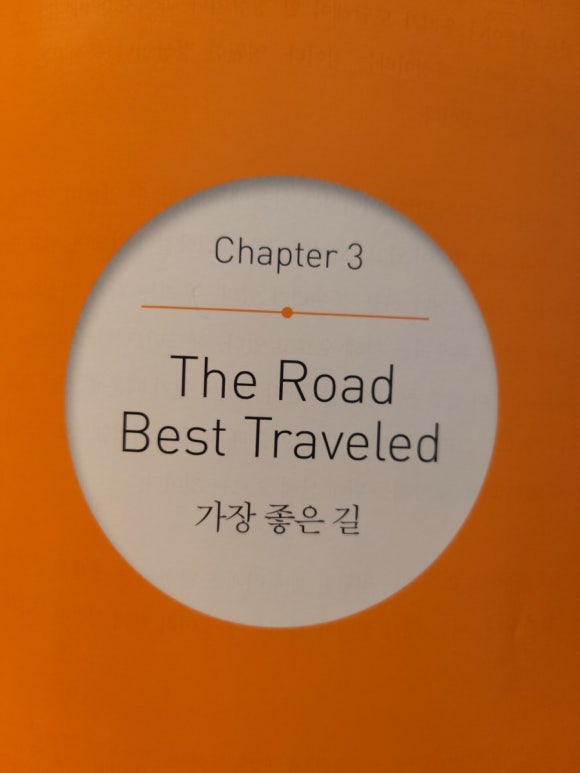 Chapter 3
The Road
Best Traveled
가장 좋은 길